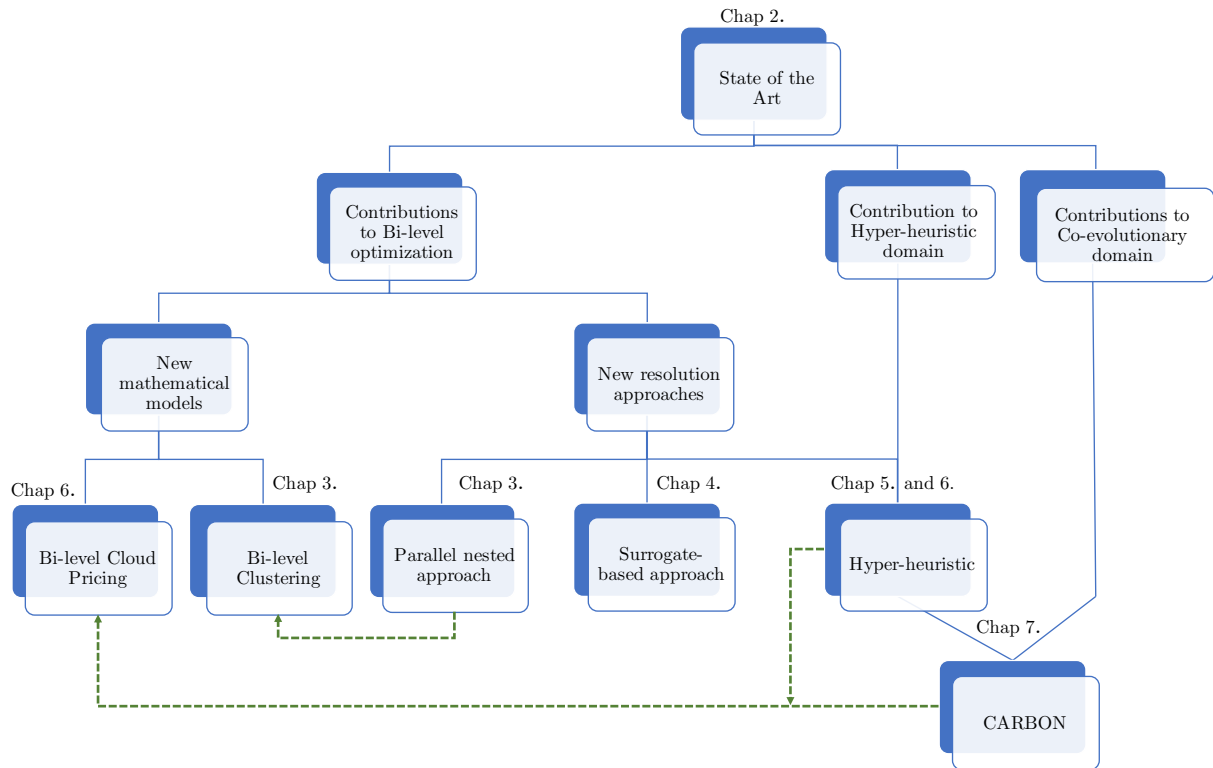 Chap 2.
State of the
Art
Contributions
to Bi-level
optimization
Contribution to
Hyper-heuristic
domain
Contributions to
Co-evolutionary
domain
New
mathematical
models
New resolution
approaches
Chap 6.
Bi-level Cloud
Pricing
Chap 3.
Bi-level
Clustering
Chap 3.
Parallel nested
approach
Chap 4.
Surrogate-
based approach
Chap 5. and 6.
Hyper-heuristic
Chap 7.
CARBON